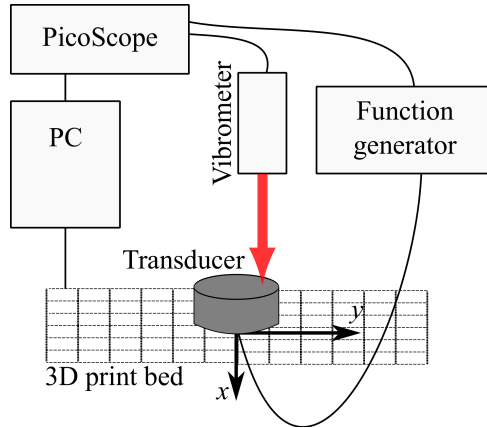 PicoScope
PC
Vibrometer
Function
generator
Transducer
y
3D print bed
x